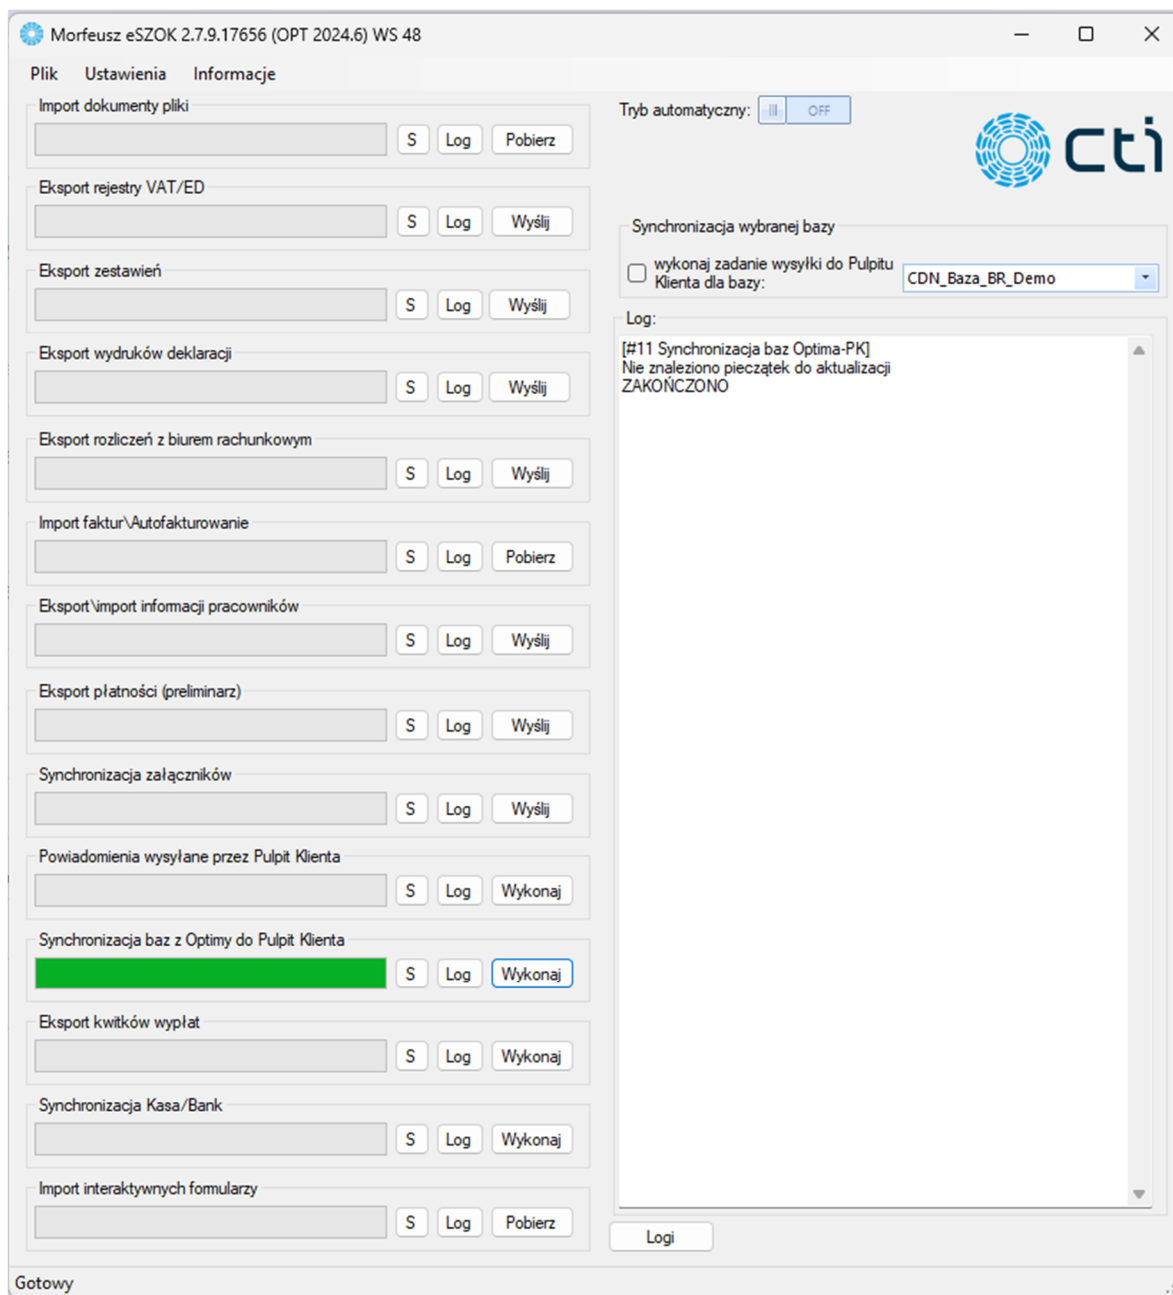 Morfeusz eSZOK 2.7.9.17656 (OPT 2024.6) WS 48
Plik Ustawienia Informacje
Import dokumenty pliki
S Log Pobierz
Eksport rejestry VAT/ED
S Log Wyślij
Eksport zestawień
S Log Wyślij
Eksport wydruków deklaracji
S Log Wyślij
Eksport rozliczeń z biurem rachunkowym
S Log Wyślij
Import faktur\Autofakturowanie
S Log Pobierz
Eksport\import informacji pracowników
S Log Wyślij
Eksport płatności (preliminarz)
S Log Wyślij
Synchronizacja załączników
S Log Wyślij
Powiadomienia wysyłane przez Pulpit Klienta
S Log Wykonaj
Synchronizacja baz z Optimy do Pulpit Klienta
S Log Wykonaj
Eksport kwitków wypłat
S Log Wykonaj
Synchronizacja Kasa/Bank
S Log Wykonaj
Import interaktywnych formularzy
S Log Pobierz
Tryb automatyczny: OFF
cti
Synchronizacja wybranej bazy
wykonaj zadanie wysyłki do Pulpitu
Klienta dla bazy:
CDN_Baza_BR_Demo
Log:
[#11 Synchronizacja baz Optima-PK]
Nie znaleziono pieczątek do aktualizacji
ZAKOŃCZONO
Logi
Gotowy